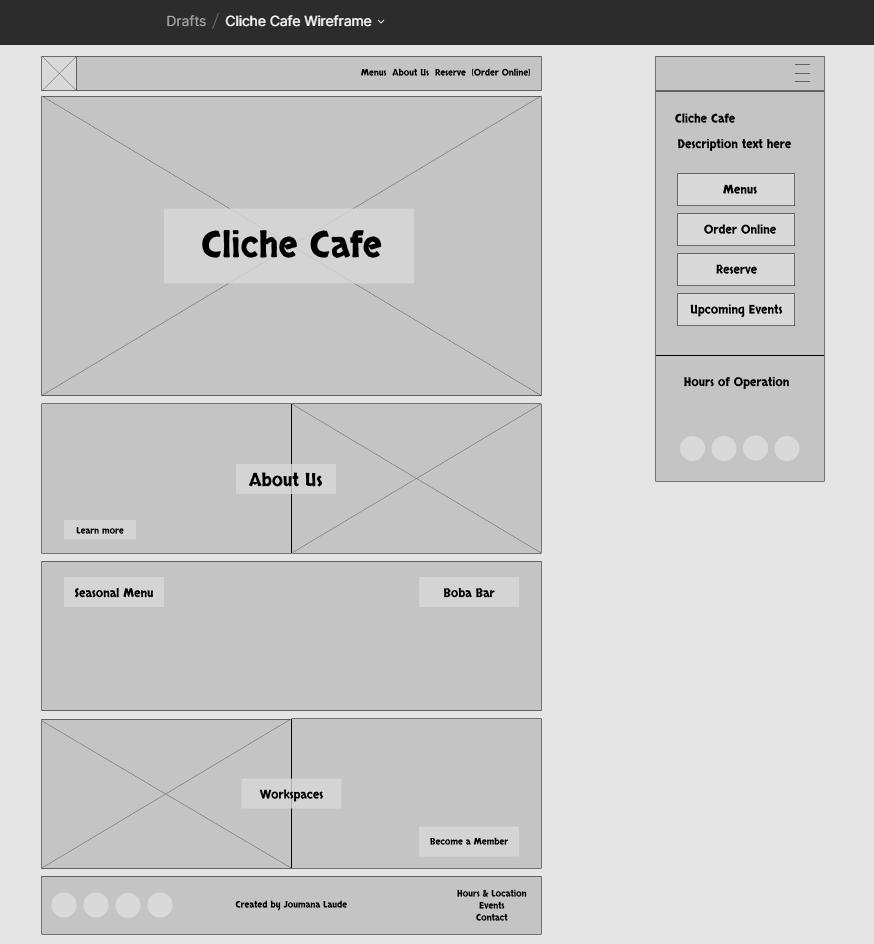 Drafts / Cliche Cafe Wireframe
Menus About Us Reserve [Order Online]
Cliche Cafe
About Us
Learn more
Seasonal Menu
Boba Bar
Workspaces
Become a Member
Created by Joumana Laude
Hours & Location
Events
Contact
Cliche Cafe
Description text here
Menus
Order Online
Reserve
Upcoming Events
Hours of Operation